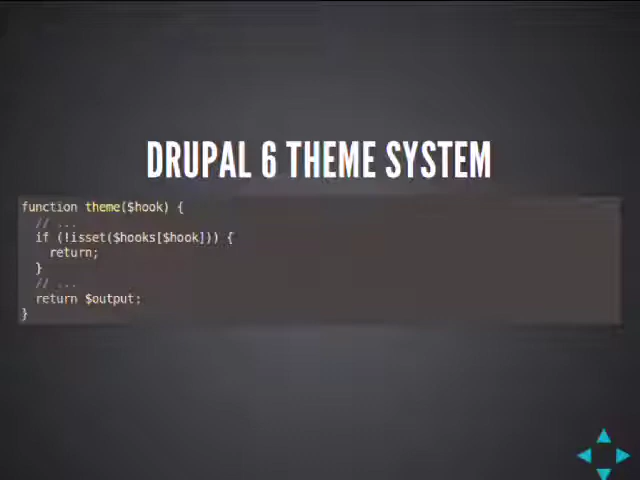 DRUPAL 6 THEME SYSTEM
function theme($hook) {
  // ...
  if (!isset($hooks[$hook])) {
    return;
  }
  // ...
  return $output;
}